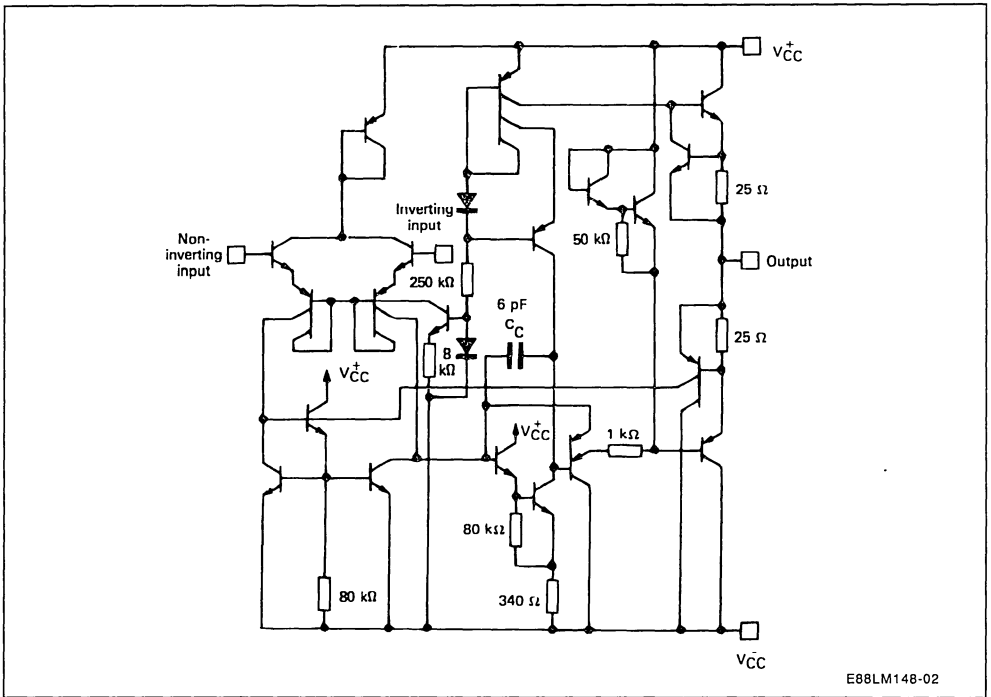 V⁺CC
Non-
inverting
input
Inverting
input
250 kΩ
6 pF
CC
50 kΩ
25 Ω
Output
25 Ω
8
kΩ
V⁺CC
V⁺CC
1 kΩ
80 kΩ
80 kΩ
340 Ω
V⁻CC
E88LM148-02